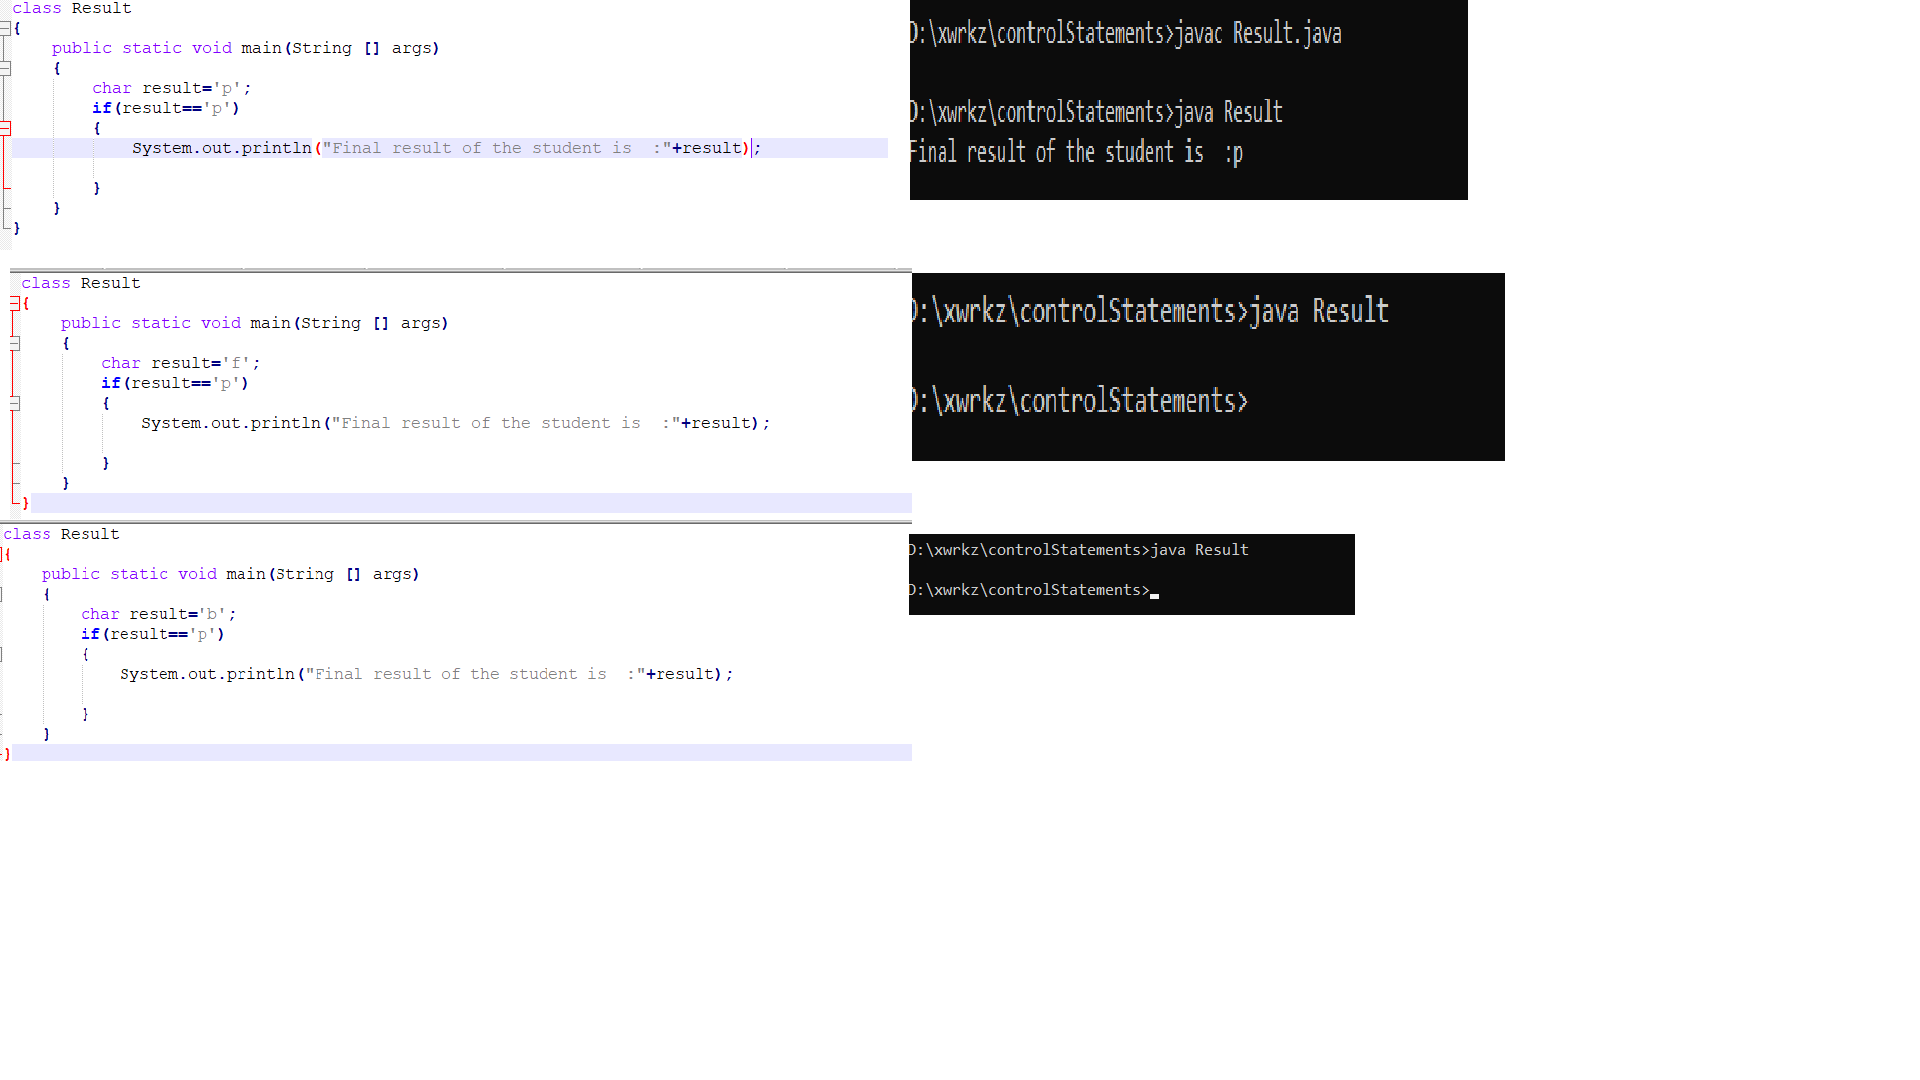 class Result
{
public static void main(String [] args)
{
char result='p';
if(result=='p')
{
System.out.println("Final result of the student is  :"+result);
}
}
}
D:\xwrkz\controlStatements>javac Result.java
D:\xwrkz\controlStatements>java Result
Final result of the student is  :p
class Result
{
public static void main(String [] args)
{
char result='f';
if(result=='p')
{
System.out.println("Final result of the student is  :"+result);
}
}
}
D:\xwrkz\controlStatements>java Result
D:\xwrkz\controlStatements>
class Result
{
public static void main(String [] args)
{
char result='b';
if(result=='p')
{
System.out.println("Final result of the student is  :"+result);
}
}
}
D:\xwrkz\controlStatements>java Result
D:\xwrkz\controlStatements>